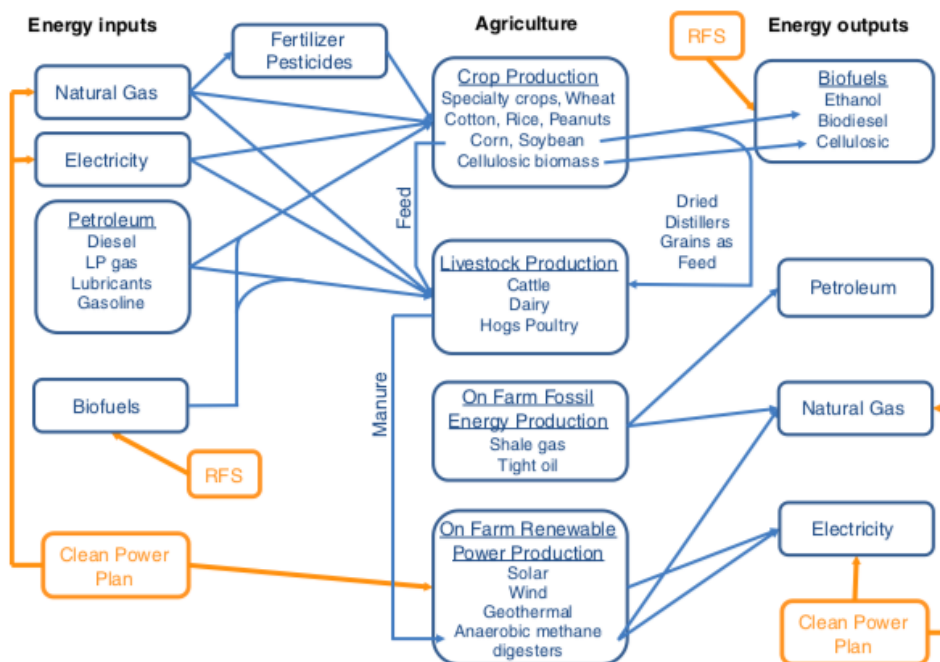 Energy inputs
Agriculture
Energy outputs
Natural Gas
Electricity
Petroleum
Diesel
LP gas
Lubricants
Gasoline
Biofuels
RFS
Clean Power
Plan
Fertilizer
Pesticides
Feed
Manure
Crop Production
Specialty crops, Wheat
Cotton, Rice, Peanuts
Corn, Soybean
Cellulosic biomass
Livestock Production
Cattle
Dairy
Hogs Poultry
On Farm Fossil
Energy Production
Shale gas
Tight oil
On Farm Renewable
Power Production
Solar
Wind
Geothermal
Anaerobic methane
digesters
RFS
Dried
Distillers
Grains as
Feed
Biofuels
Ethanol
Biodiesel
Cellulosic
Petroleum
Natural Gas
Electricity
Clean Power
Plan